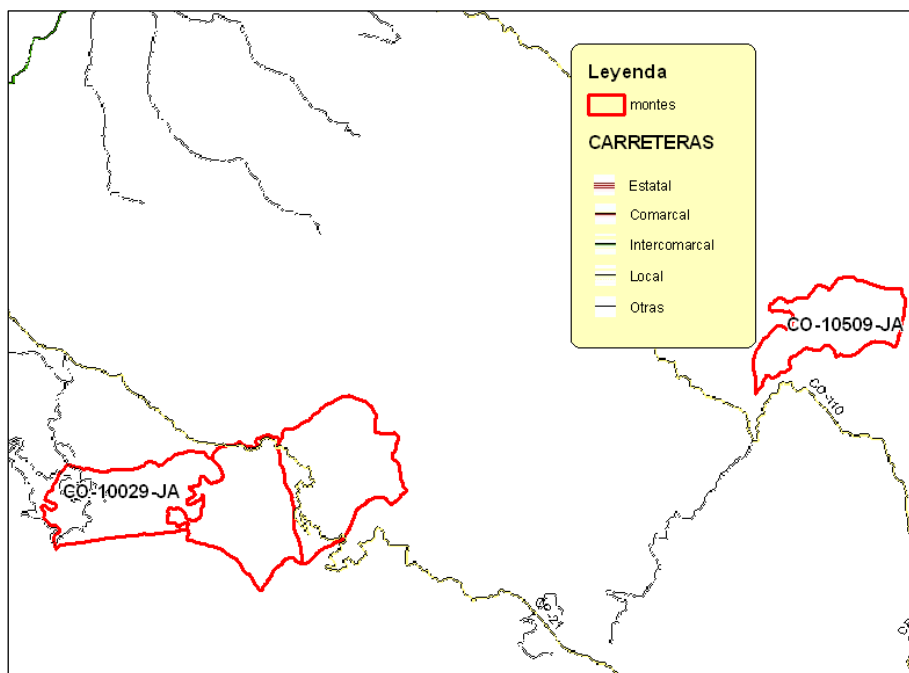 Leyenda
montes
CARRETERAS
Estatal
Comarcal
Intercomarcal
Local
Otras
CO-10509-JA
CO-110
CO-10029-JA